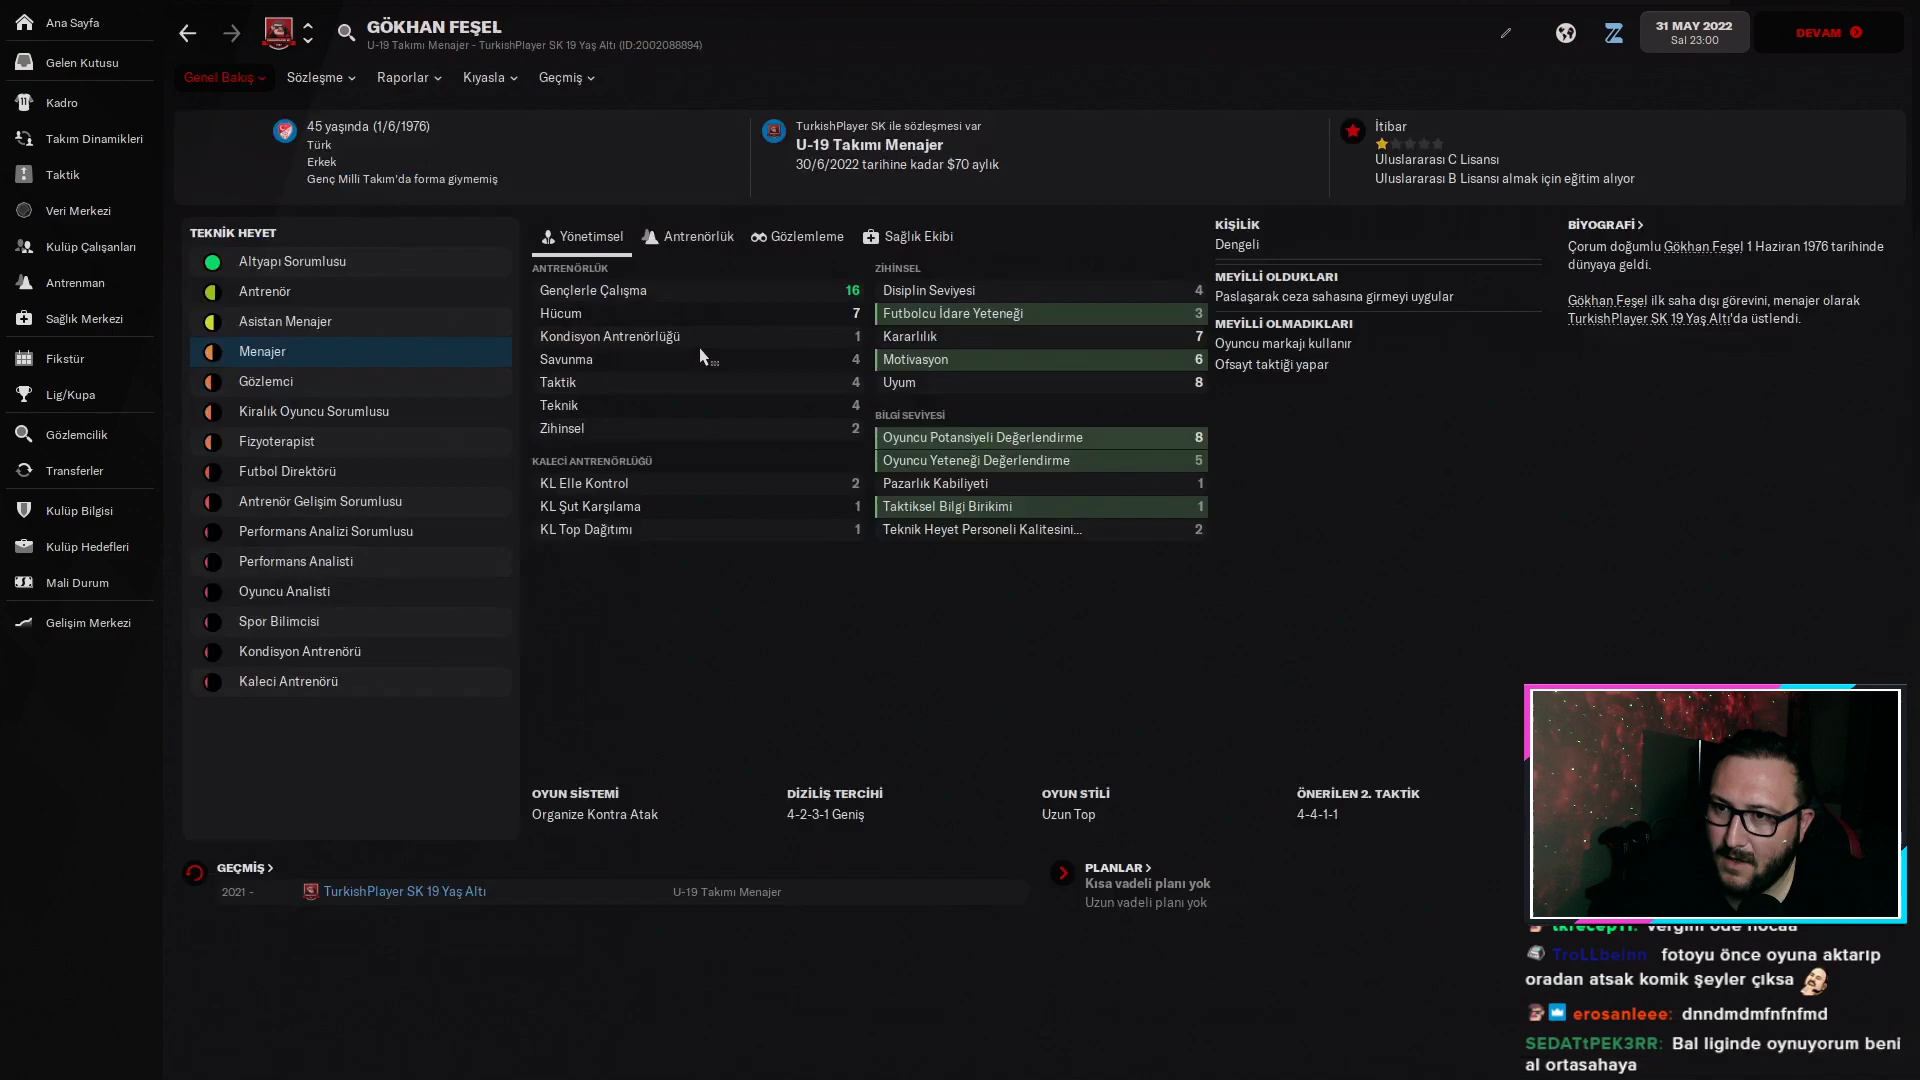 Ana Sayfa
Gelen Kutusu
Kadro
Takım Dinamikleri
Taktik
Veri Merkezi
Kulüp Çalışanları
Antrenman
Sağlık Merkezi
Fikstür
Lig/Kupa
Gözlemcilik
Transferler
Kulüp Bilgisi
Kulüp Hedefleri
Mali Durum
Gelişim Merkezi
GÖKHAN FEŞEL
U-19 Takımı Menajer - TurkishPlayer SK 19 Yaş Altı (ID:2002088894)
31 MAY 2022
Sal 23:00
DEVAM
Genel Bakış
Sözleşme
Raporlar
Kıyasla
Geçmiş
45 yaşında (1/6/1976)
Türk
Erkek
Genç Milli Takım'da forma giymemiş
TurkishPlayer SK ile sözleşmesi var
U-19 Takımı Menajer
30/6/2022 tarihine kadar $70 aylık
İtibar
Uluslararası C Lisansı
Uluslararası B Lisansı almak için eğitim alıyor
TEKNİK HEYET
Altyapı Sorumlusu
Antrenör
Asistan Menajer
Menajer
Gözlemci
Kiralık Oyuncu Sorumlusu
Fizyoterapist
Futbol Direktörü
Antrenör Gelişim Sorumlusu
Performans Analizi Sorumlusu
Performans Analisti
Oyuncu Analisti
Spor Bilimcisi
Kondisyon Antrenörü
Kaleci Antrenörü
Yönetimsel
Antrenörlük
Gözlemleme
Sağlık Ekibi
ANTRENÖRLÜK
Gençlerle Çalışma 16
Hücum 7
Kondisyon Antrenörlüğü 1
Savunma 4
Taktik 4
Teknik 4
Zihinsel 2
KALECİ ANTRENÖRLÜĞÜ
KL Elle Kontrol 2
KL Şut Karşılama 1
KL Top Dağıtımı 1
ZİHİNSEL
Disiplin Seviyesi 4
Futbolcu İdare Yeteneği 3
Kararlılık 7
Motivasyon 6
Uyum 8
BİLGİ SEVİYESİ
Oyuncu Potansiyeli Değerlendirme 8
Oyuncu Yeteneği Değerlendirme 5
Pazarlık Kabiliyeti 1
Taktiksel Bilgi Birikimi 1
Teknik Heyet Personeli Kalitesini... 2
KİŞİLİK
Dengeli
MEYİLLİ OLDUKLARI
Paslaşarak ceza sahasına girmeyi uygular
MEYİLLİ OLMADIKLARI
Oyuncu markajı kullanır
Ofsayt taktiği yapar
BİYOGRAFİ
Çorum doğumlu Gökhan Feşel 1 Haziran 1976 tarihinde
dünyaya geldi.
Gökhan Feşel ilk saha dışı görevini, menajer olarak
TurkishPlayer SK 19 Yaş Altı'da üstlendi.
OYUN SİSTEMİ
Organize Kontra Atak
DİZİLİŞ TERCİHİ
4-2-3-1 Geniş
OYUN STİLİ
Uzun Top
ÖNERİLEN 2. TAKTİK
4-4-1-1
GEÇMİŞ
2021 - TurkishPlayer SK 19 Yaş Altı U-19 Takımı Menajer
PLANLAR
Kısa vadeli planı yok
Uzun vadeli planı yok
tkrecep11: vergini öde hocaa
TroLLbeinn fotoyu önce oyuna aktarıp
oradan atsak komik şeyler çıksa
erosanleee: dnndmdmfnfnfmd
SEDATtPEK3RR: Bal liginde oynuyorum beni
al ortasahaya